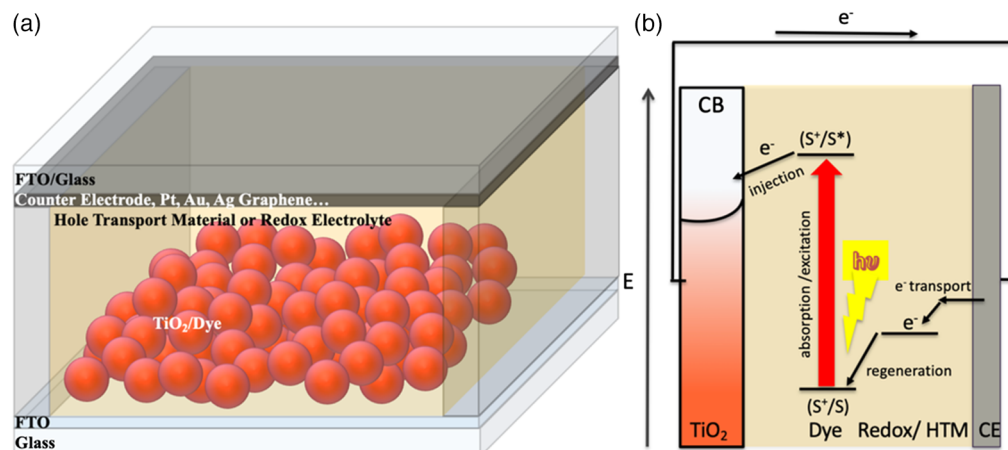 (a)
FTO/Glass
Counter Electrode, Pt, Au, Ag Graphene...
Hole Transport Material or Redox Electrolyte
TiO₂/Dye
FTO
Glass
(b)
e⁻
E
CB
(S⁺/S*)
e⁻
injection
absorption /excitation
hυ
e⁻ transport
e⁻
regeneration
(S⁺/S)
TiO₂
Dye
Redox/ HTM
CE